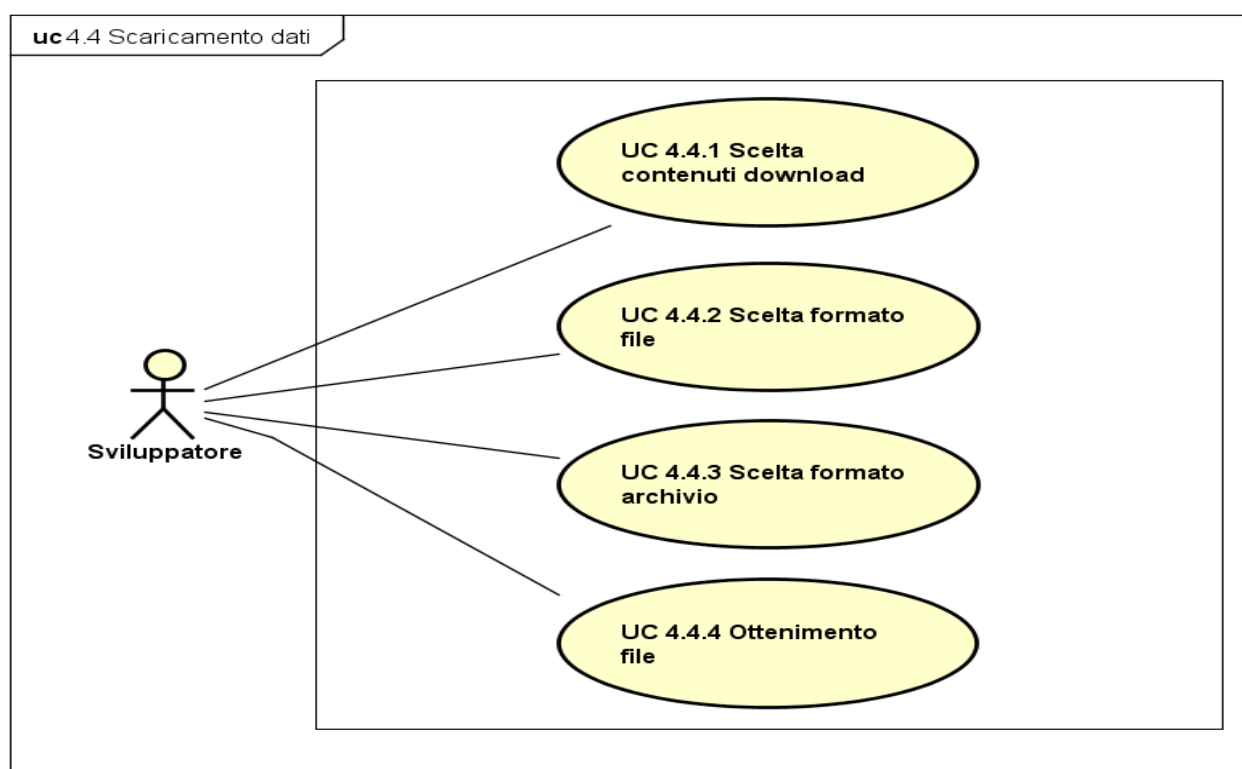 uc 4.4 Scaricamento dati
UC 4.4.1 Scelta
contenuti download
UC 4.4.2 Scelta formato
file
Sviluppatore
UC 4.4.3 Scelta formato
archivio
UC 4.4.4 Ottenimento
file